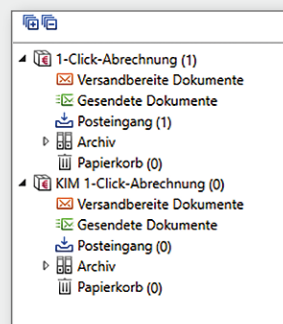 1-Click-Abrechnung (1)
Versandbereite Dokumente
Gesendete Dokumente
Posteingang (1)
Archiv
Papierkorb (0)
KIM 1-Click-Abrechnung (0)
Versandbereite Dokumente
Gesendete Dokumente
Posteingang (0)
Archiv
Papierkorb (0)